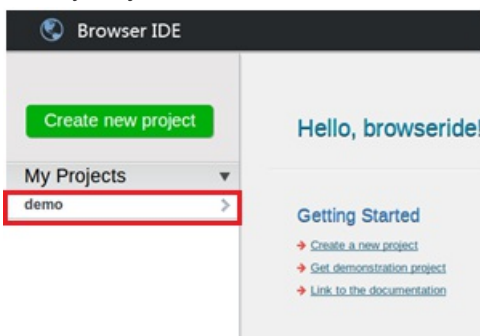 Browser IDE
Create new project
My Projects
demo
Hello, browseride!
Getting Started
Create a new project
Get demonstration project
Link to the documentation